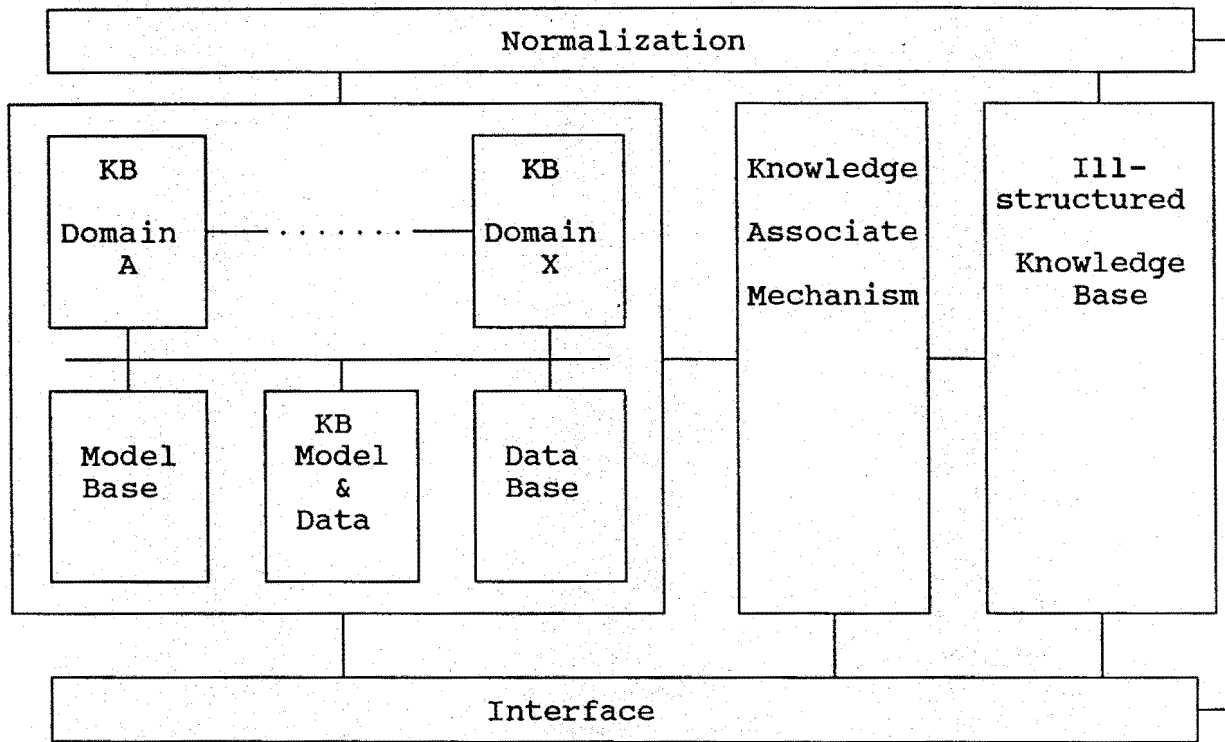 Normalization
KB
Domain
A
.......
KB
Domain
X
Model
Base
KB
Model
&
Data
Data
Base
Knowledge
Associate
Mechanism
Ill-
structured
Knowledge
Base
Interface